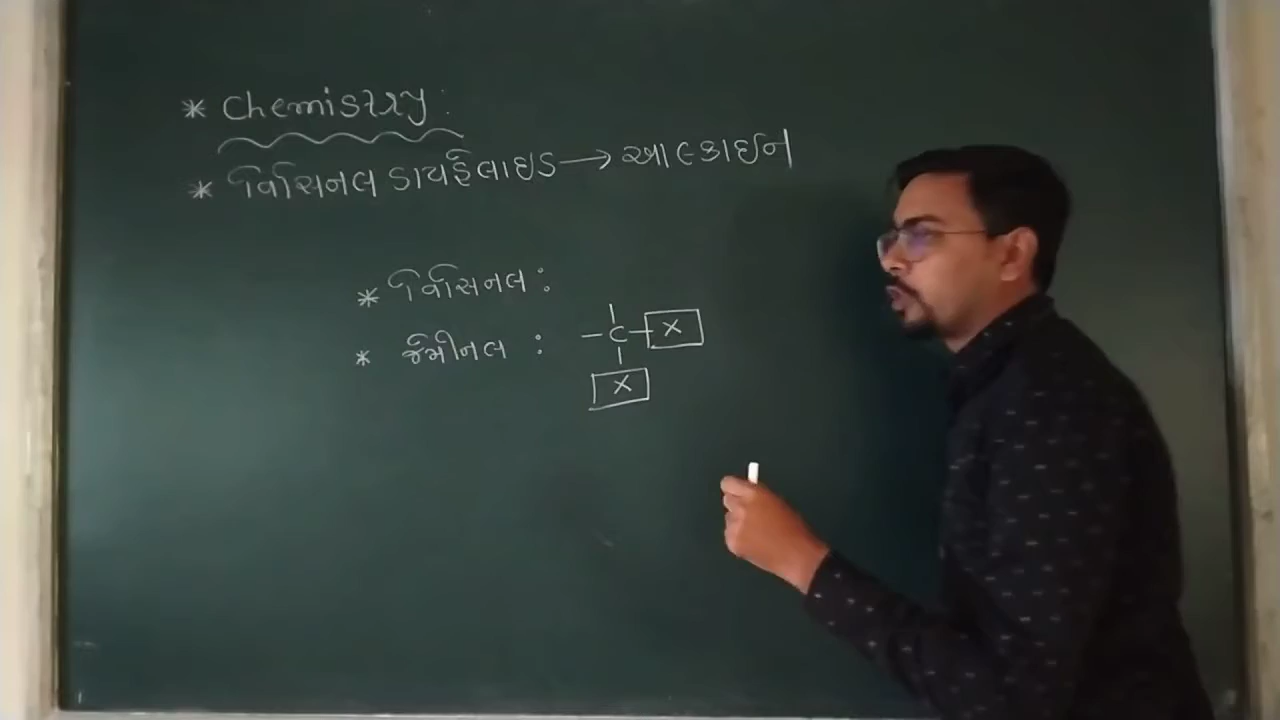 * Chemistry :
* વિસિનલ ડાયહેલાઇડ → આલ્કાઇન
* વિસિનલ :
* જેમીનલ : – C – X
X